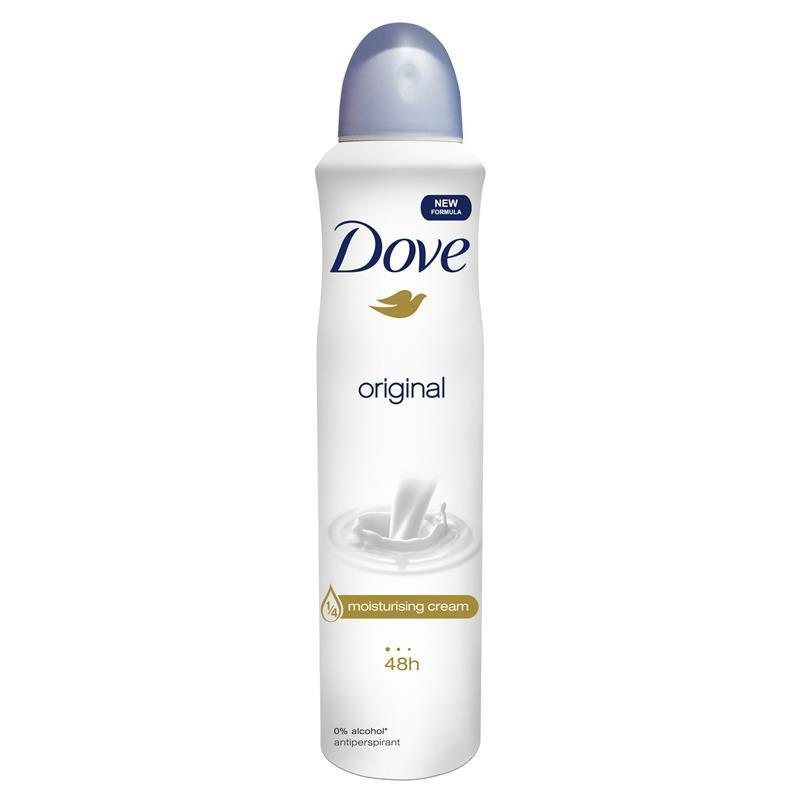 NEW
FORMULA
Dove
original
1/4 moisturising cream
48h
0% alcohol*
antiperspirant